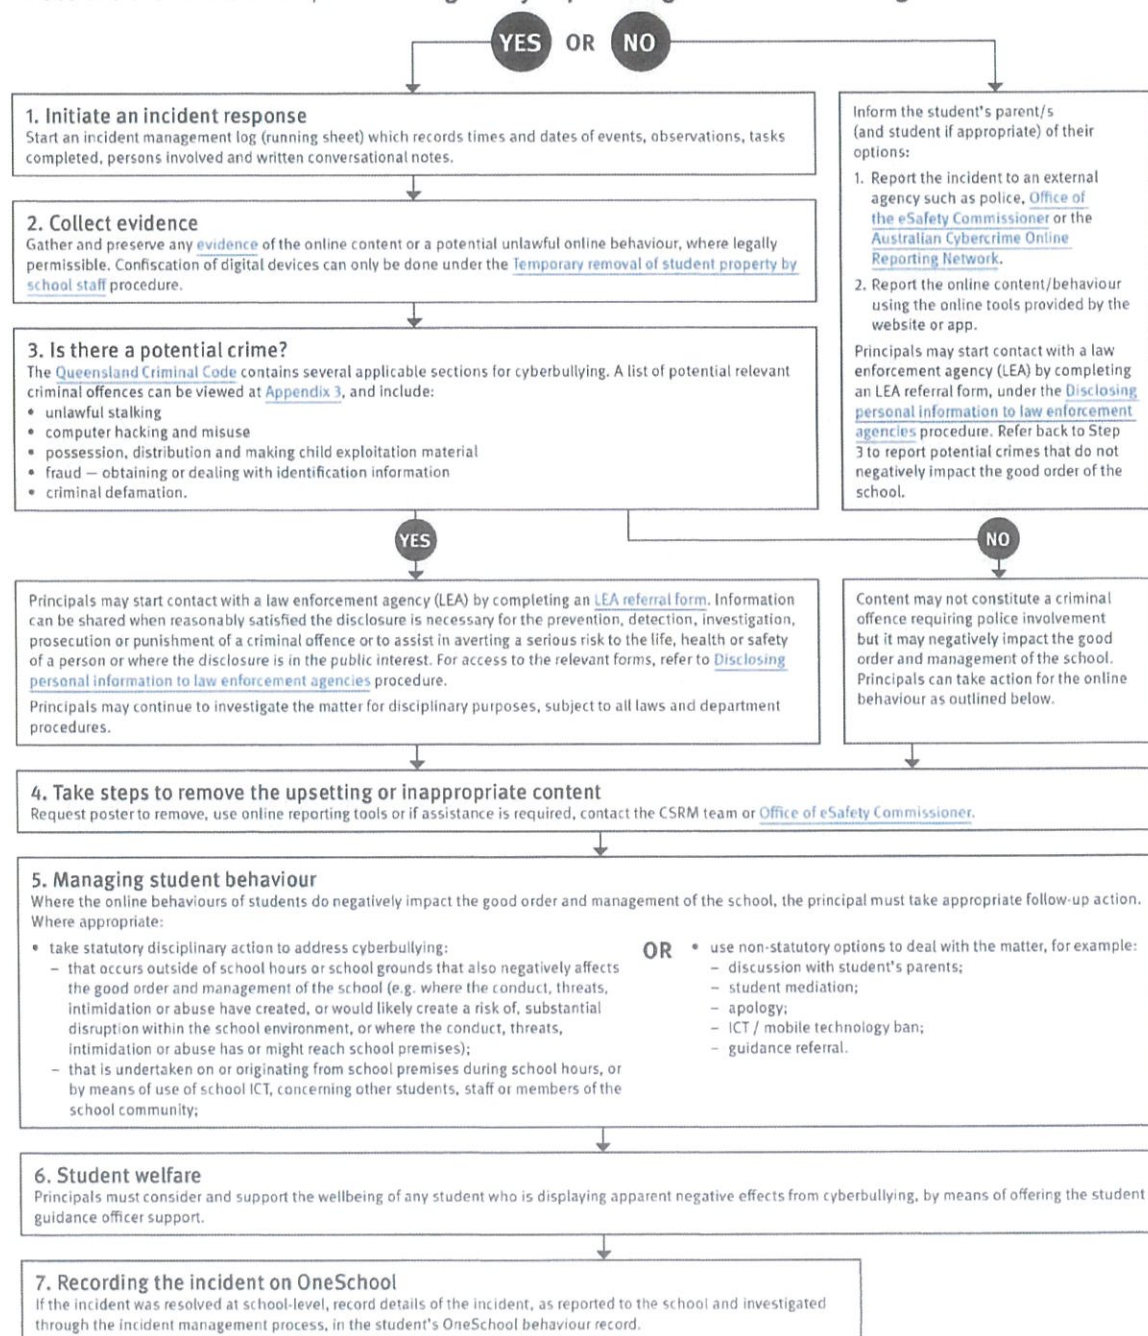 YES OR NO
1. Initiate an incident response
Start an incident management log (running sheet) which records times and dates of events, observations, tasks
completed, persons involved and written conversational notes.
2. Collect evidence
Gather and preserve any evidence of the online content or a potential unlawful online behaviour, where legally
permissible. Confiscation of digital devices can only be done under the Temporary removal of student property by
school staff procedure.
3. Is there a potential crime?
The Queensland Criminal Code contains several applicable sections for cyberbullying. A list of potential relevant
criminal offences can be viewed at Appendix 3, and include:
• unlawful stalking
• computer hacking and misuse
• possession, distribution and making child exploitation material
• fraud – obtaining or dealing with identification information
• criminal defamation.
Inform the student's parent/s
(and student if appropriate) of their
options:
1. Report the incident to an external
agency such as police, Office of
the eSafety Commissioner or the
Australian Cybercrime Online
Reporting Network.
2. Report the online content/behaviour
using the online tools provided by the
website or app.
Principals may start contact with a law
enforcement agency (LEA) by completing
an LEA referral form, under the Disclosing
personal information to law enforcement
agencies procedure. Refer back to Step
3 to report potential crimes that do not
negatively impact the good order of the
school.
YES
NO
Principals may start contact with a law enforcement agency (LEA) by completing an LEA referral form. Information
can be shared when reasonably satisfied the disclosure is necessary for the prevention, detection, investigation,
prosecution or punishment of a criminal offence or to assist in averting a serious risk to the life, health or safety
of a person or where the disclosure is in the public interest. For access to the relevant forms, refer to Disclosing
personal information to law enforcement agencies procedure.
Principals may continue to investigate the matter for disciplinary purposes, subject to all laws and department
procedures.
Content may not constitute a criminal
offence requiring police involvement
but it may negatively impact the good
order and management of the school.
Principals can take action for the online
behaviour as outlined below.
4. Take steps to remove the upsetting or inappropriate content
Request poster to remove, use online reporting tools or if assistance is required, contact the CSRM team or Office of eSafety Commissioner.
5. Managing student behaviour
Where the online behaviours of students do negatively impact the good order and management of the school, the principal must take appropriate follow-up action.
Where appropriate:
• take statutory disciplinary action to address cyberbullying:
– that occurs outside of school hours or school grounds that also negatively affects
the good order and management of the school (e.g. where the conduct, threats,
intimidation or abuse have created, or would likely create a risk of, substantial
disruption within the school environment, or where the conduct, threats,
intimidation or abuse has or might reach school premises);
– that is undertaken on or originating from school premises during school hours, or
by means of use of school ICT, concerning other students, staff or members of the
school community;
OR
• use non-statutory options to deal with the matter, for example:
– discussion with student's parents;
– student mediation;
– apology;
– ICT / mobile technology ban;
– guidance referral.
6. Student welfare
Principals must consider and support the wellbeing of any student who is displaying apparent negative effects from cyberbullying, by means of offering the student
guidance officer support.
7. Recording the incident on OneSchool
If the incident was resolved at school-level, record details of the incident, as reported to the school and investigated
through the incident management process, in the student's OneSchool behaviour record.